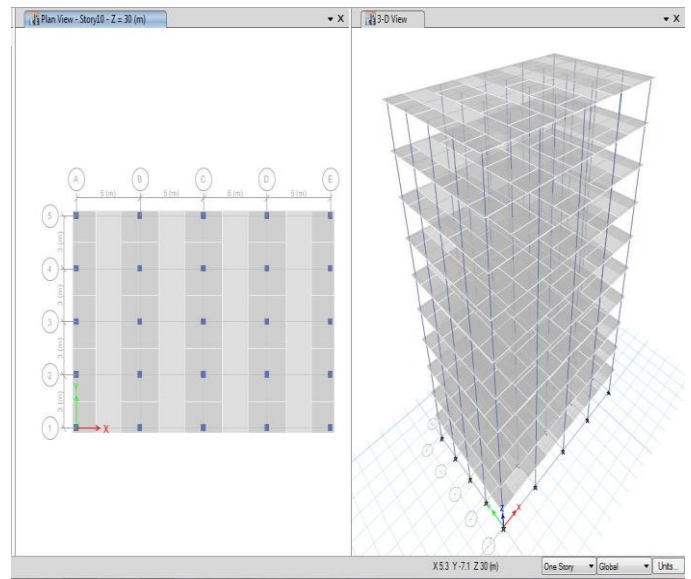 Plan View - Story10 - Z = 30 (m)
X
3-D View
X
A
B
C
D
E
5 (m)
5 (m)
5 (m)
5 (m)
5
3 (m)
4
3 (m)
3
3 (m)
2
3 (m)
Y
1
X
Z
X
X 5.3 Y -7.1 Z 30 (m)
One Story
Global
Units...